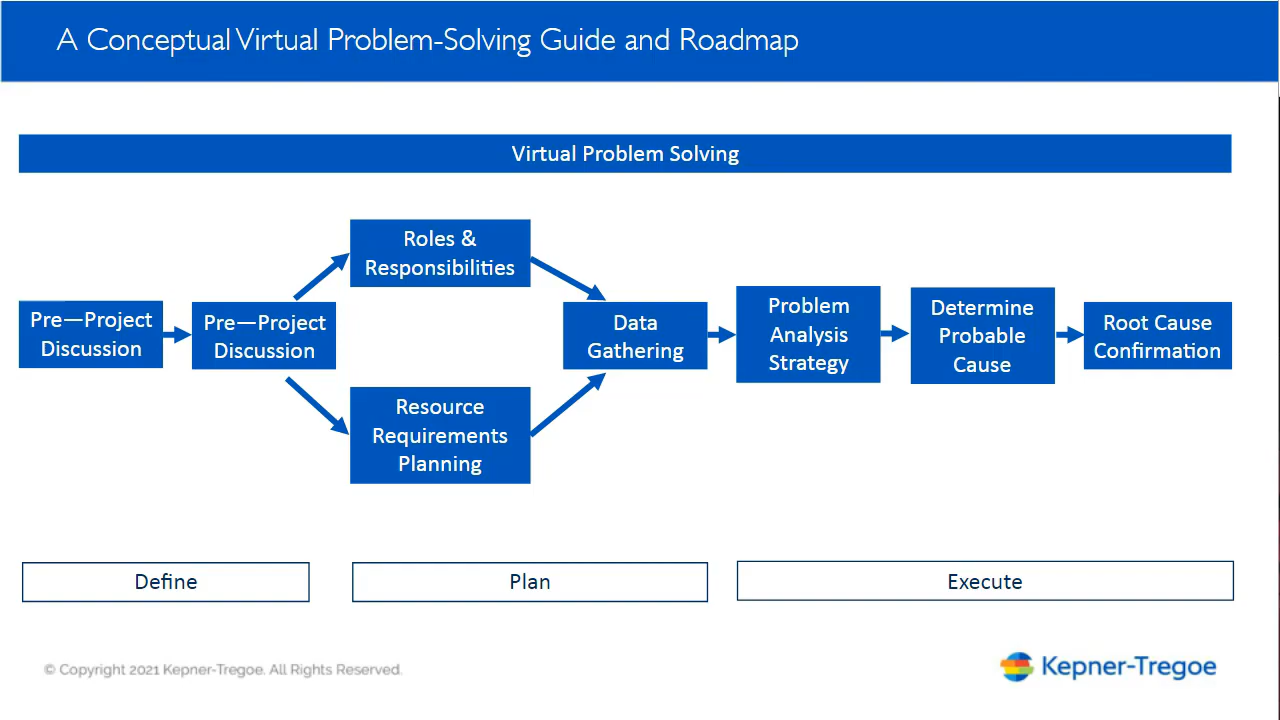 A Conceptual Virtual Problem-Solving Guide and Roadmap
Virtual Problem Solving
Pre—Project
Discussion
Pre—Project
Discussion
Roles &
Responsibilities
Resource
Requirements
Planning
Data
Gathering
Problem
Analysis
Strategy
Determine
Probable
Cause
Root Cause
Confirmation
Define
Plan
Execute
© Copyright 2021 Kepner-Tregoe. All Rights Reserved.
Kepner-Tregoe